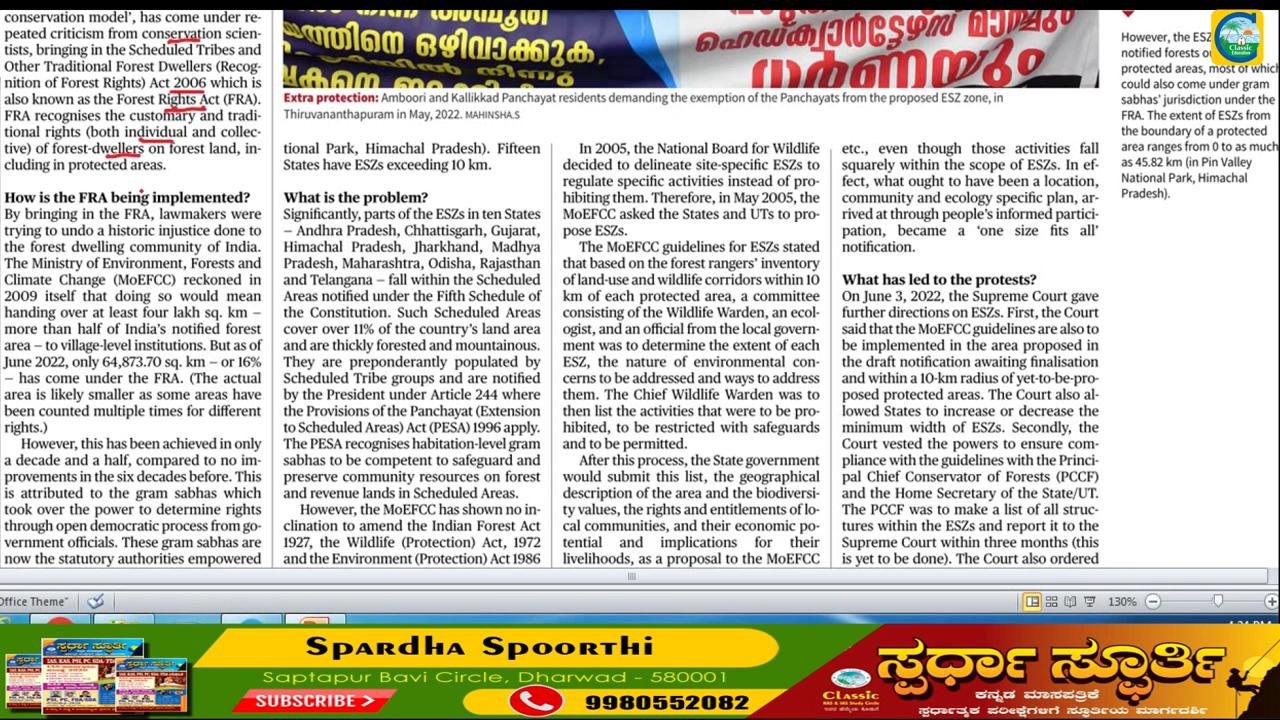 conservation model', has come under re-
peated criticism from conservation scien-
tists, bringing in the Scheduled Tribes and
Other Traditional Forest Dwellers (Recog-
nition of Forest Rights) Act 2006 which is
also known as the Forest Rights Act (FRA).
FRA recognises the customary and tradi-
tional rights (both individual and collec-
tive) of forest-dwellers on forest land, in-
cluding in protected areas.
How is the FRA being implemented?
By bringing in the FRA, lawmakers were
trying to undo a historic injustice done to
the forest dwelling community of India.
The Ministry of Environment, Forests and
Climate Change (MoEFCC) reckoned in
2009 itself that doing so would mean
handing over at least four lakh sq. km –
more than half of India's notified forest
area – to village-level institutions. But as of
June 2022, only 64,873.70 sq. km – or 16%
– has come under the FRA. (The actual
area is likely smaller as some areas have
been counted multiple times for different
rights.)
However, this has been achieved in only
a decade and a half, compared to no im-
provements in the six decades before. This
is attributed to the gram sabhas which
took over the power to determine rights
through open democratic process from go-
vernment officials. These gram sabhas are
now the statutory authorities empowered
ത്തിനെ ഒഴിവാക്കുക,
ഹെഡ്ക്വാർട്ടേഴ്സ് മാർച്ചും
ധർണയും
Extra protection: Amboori and Kallikkad Panchayat residents demanding the exemption of the Panchayats from the proposed ESZ zone, in
Thiruvananthapuram in May, 2022. MAHINSHA.S
tional Park, Himachal Pradesh). Fifteen
States have ESZs exceeding 10 km.
What is the problem?
Significantly, parts of the ESZs in ten States
– Andhra Pradesh, Chhattisgarh, Gujarat,
Himachal Pradesh, Jharkhand, Madhya
Pradesh, Maharashtra, Odisha, Rajasthan
and Telangana – fall within the Scheduled
Areas notified under the Fifth Schedule of
the Constitution. Such Scheduled Areas
cover over 11% of the country's land area
and are thickly forested and mountainous.
They are preponderantly populated by
Scheduled Tribe groups and are notified
by the President under Article 244 where
the Provisions of the Panchayat (Extension
to Scheduled Areas) Act (PESA) 1996 apply.
The PESA recognises habitation-level gram
sabhas to be competent to safeguard and
preserve community resources on forest
and revenue lands in Scheduled Areas.
However, the MoEFCC has shown no in-
clination to amend the Indian Forest Act
1927, the Wildlife (Protection) Act, 1972
and the Environment (Protection) Act 1986
In 2005, the National Board for Wildlife
decided to delineate site-specific ESZs to
regulate specific activities instead of pro-
hibiting them. Therefore, in May 2005, the
MoEFCC asked the States and UTs to pro-
pose ESZs.
The MoEFCC guidelines for ESZs stated
that based on the forest rangers' inventory
of land-use and wildlife corridors within 10
km of each protected area, a committee
consisting of the Wildlife Warden, an ecol-
ogist, and an official from the local govern-
ment was to determine the extent of each
ESZ, the nature of environmental con-
cerns to be addressed and ways to address
them. The Chief Wildlife Warden was to
then list the activities that were to be pro-
hibited, to be restricted with safeguards
and to be permitted.
After this process, the State government
would submit this list, the geographical
description of the area and the biodiversi-
ty values, the rights and entitlements of lo-
cal communities, and their economic po-
tential and implications for their
livelihoods, as a proposal to the MoEFCC
etc., even though those activities fall
squarely within the scope of ESZs. In ef-
fect, what ought to have been a location,
community and ecology specific plan, ar-
rived at through people's informed partici-
pation, became a 'one size fits all'
notification.
What has led to the protests?
On June 3, 2022, the Supreme Court gave
further directions on ESZs. First, the Court
said that the MoEFCC guidelines are also to
be implemented in the area proposed in
the draft notification awaiting finalisation
and within a 10-km radius of yet-to-be-pro-
posed protected areas. The Court also al-
lowed States to increase or decrease the
minimum width of ESZs. Secondly, the
Court vested the powers to ensure com-
pliance with the guidelines with the Princi-
pal Chief Conservator of Forests (PCCF)
and the Home Secretary of the State/UT.
The PCCF was to make a list of all struc-
tures within the ESZs and report it to the
Supreme Court within three months (this
is yet to be done). The Court also ordered
However, the ESZ
notified forests
protected areas, most of which
could also come under gram
sabhas' jurisdiction under the
FRA. The extent of ESZs from
the boundary of a protected
area ranges from 0 to as much
as 45.82 km (in Pin Valley
National Park, Himachal
Pradesh).
Classic
Office Theme"
130%
Spardha Spoorthi
Saptapur Bavi Circle, Dharwad - 580001
SUBSCRIBE
9980552082
ಸ್ಪರ್ಧಾ ಸ್ಫೂರ್ತಿ
Classic
IAS & KAS Study Circle
ಕನ್ನಡ ಮಾಸಪತ್ರಿಕೆ
ಸ್ಪರ್ಧಾತ್ಮಕ ಪರೀಕ್ಷೆಗಳಿಗೆ ಸ್ಫೂರ್ತಿಯ ಮಾರ್ಗದರ್ಶಿ